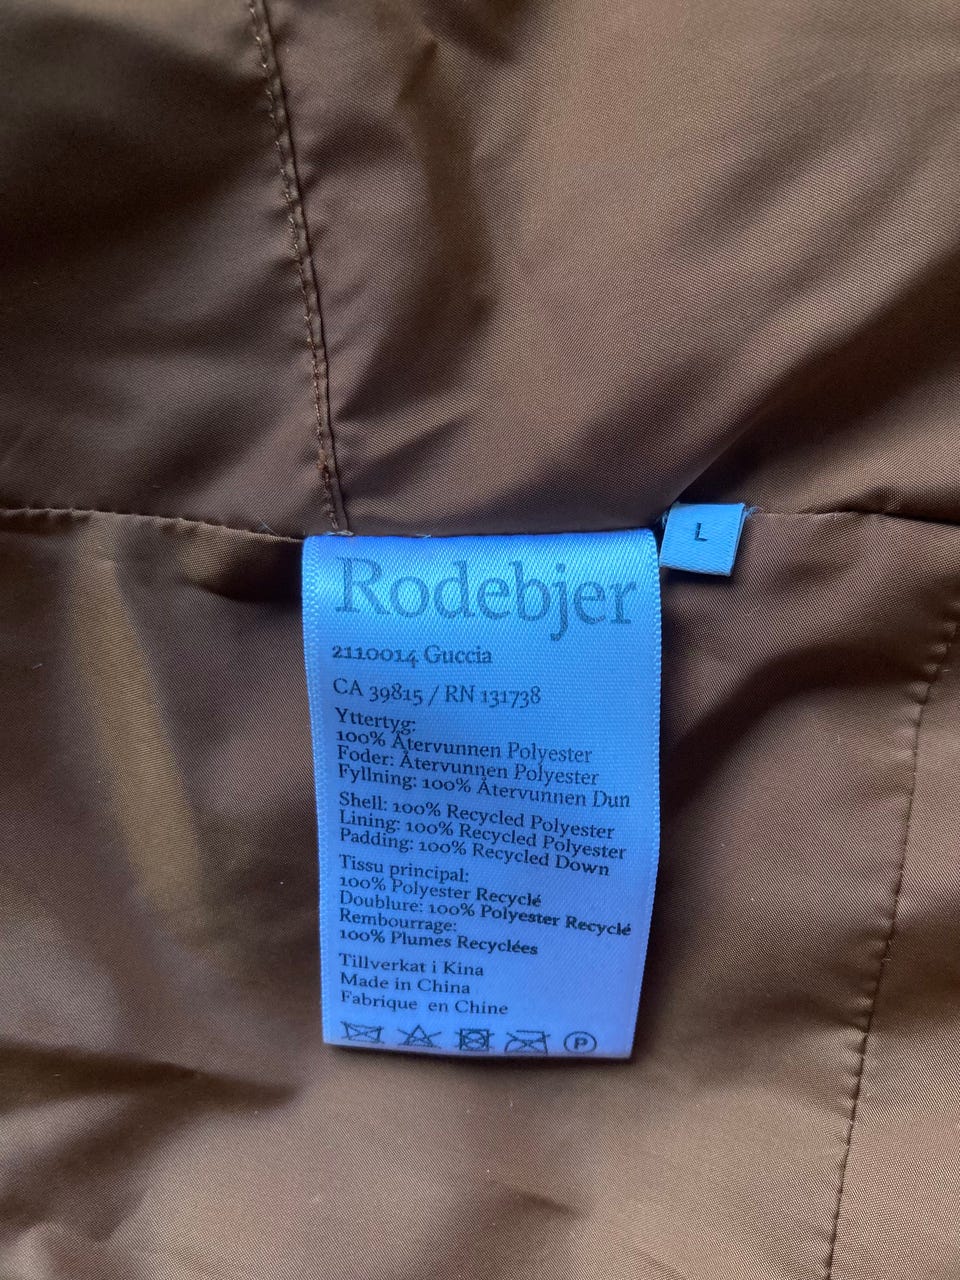 L
Rodebjer
2110014 Guccia
CA 39815 / RN 131738
Yttertyg:
100% Återvunnen Polyester
Foder: Återvunnen Polyester
Fyllning: 100% Återvunnen Dun
Shell: 100% Recycled Polyester
Lining: 100% Recycled Polyester
Padding: 100% Recycled Down
Tissu principal:
100% Polyester Recyclé
Doublure: 100% Polyester Recyclé
Rembourrage:
100% Plumes Recyclées
Tillverkat i Kina
Made in China
Fabrique en Chine
P